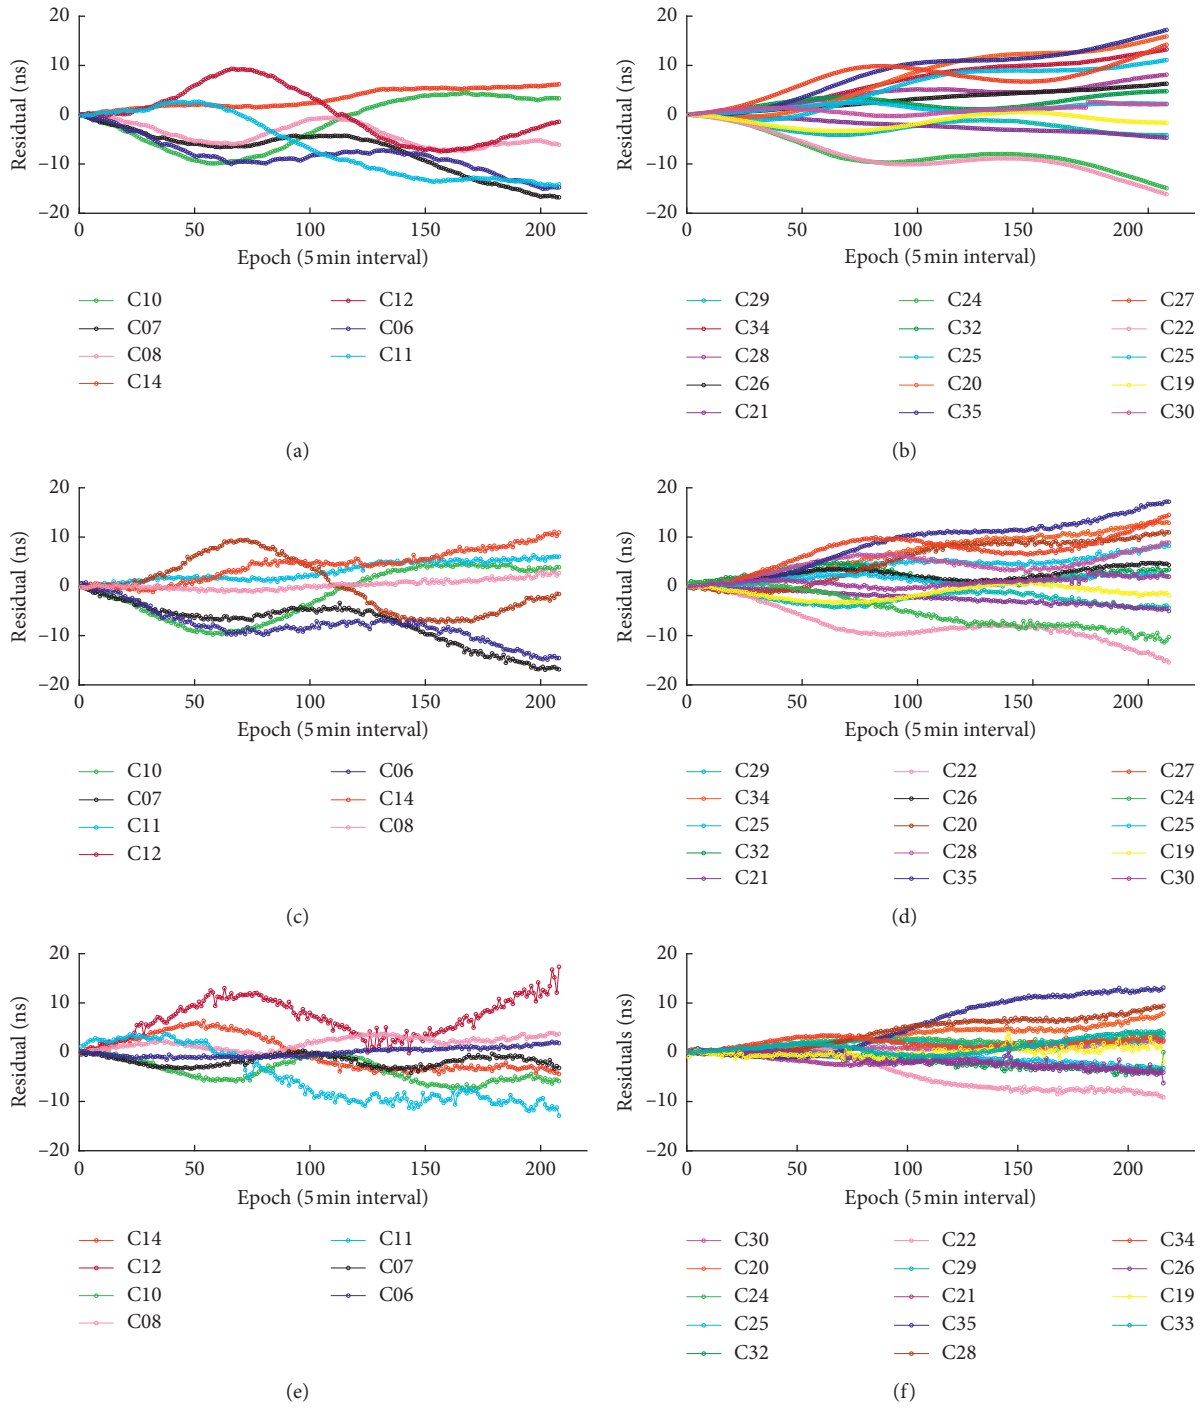 20
10
0
−10
−20
Residual (ns)
0 50 100 150 200
Epoch (5 min interval)
C10 C12
C07 C06
C08 C11
C14
(a)
20
10
0
−10
−20
Residual (ns)
0 50 100 150 200
Epoch (5 min interval)
C29 C24 C27
C34 C32 C22
C28 C25 C25
C26 C20 C19
C21 C35 C30
(b)
20
10
0
−10
−20
Residual (ns)
0 50 100 150 200
Epoch (5 min interval)
C10 C06
C07 C14
C11 C08
C12
(c)
20
10
0
−10
−20
Residual (ns)
0 50 100 150 200
Epoch (5 min interval)
C29 C22 C27
C34 C26 C24
C25 C20 C25
C32 C28 C19
C21 C35 C30
(d)
20
10
0
−10
−20
Residual (ns)
0 50 100 150 200
Epoch (5 min interval)
C14 C11
C12 C07
C10 C06
C08
(e)
20
10
0
−10
−20
Residuals (ns)
0 50 100 150 200
Epoch (5 min interval)
C30 C22 C34
C20 C29 C26
C24 C21 C19
C25 C35 C33
C32 C28
(f)